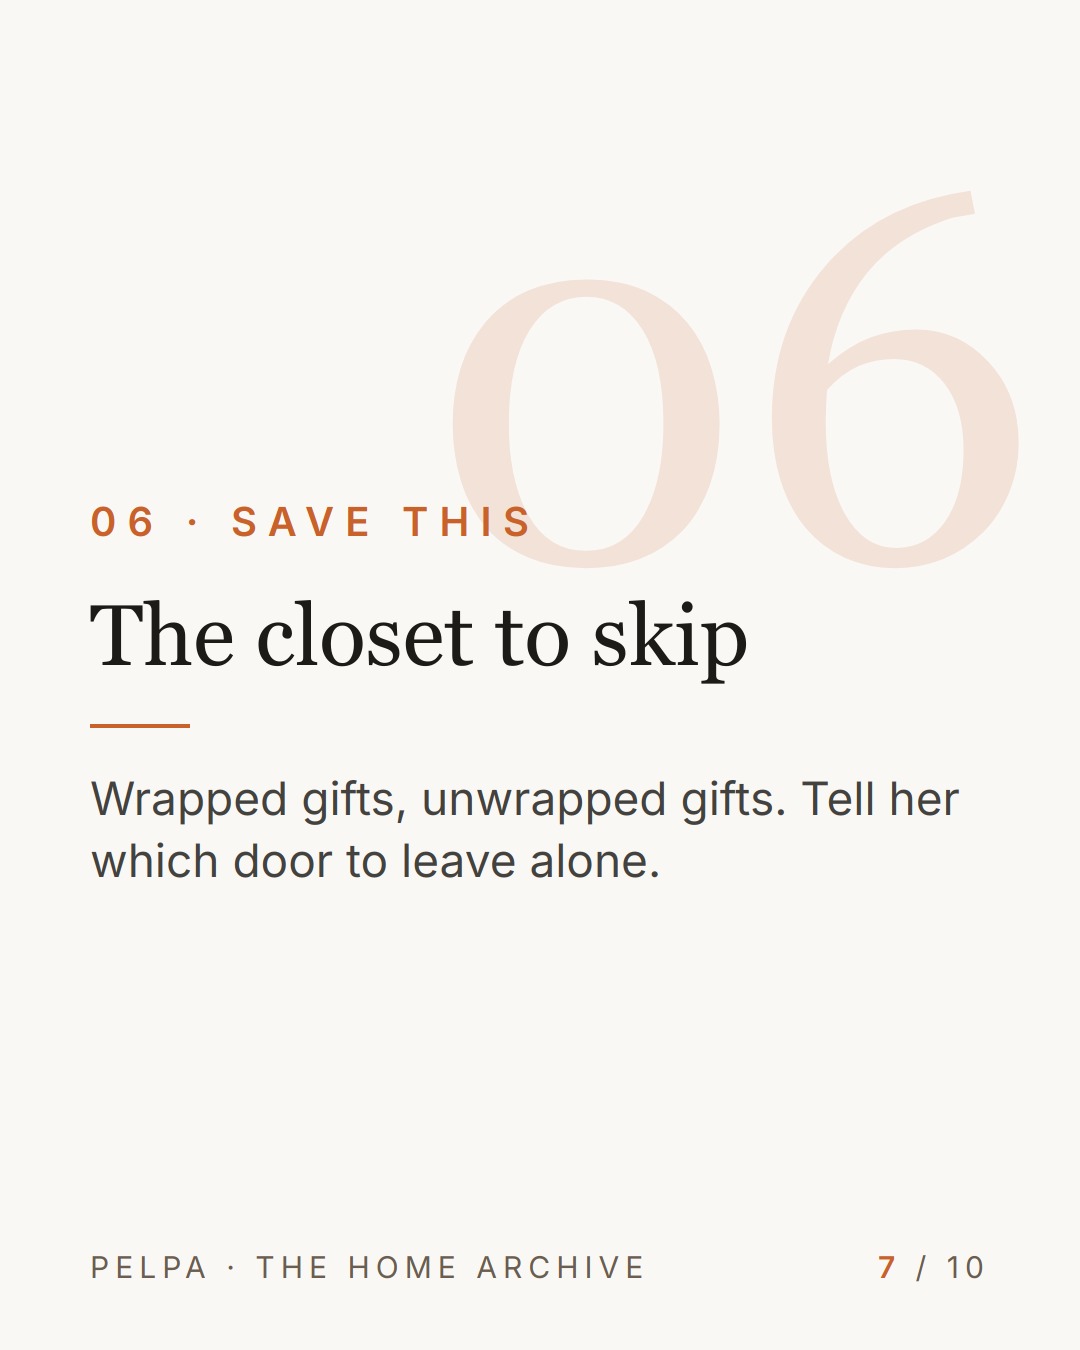 06
06 · SAVE THIS
The closet to skip
Wrapped gifts, unwrapped gifts. Tell her
which door to leave alone.
PELPA · THE HOME ARCHIVE
7 / 10